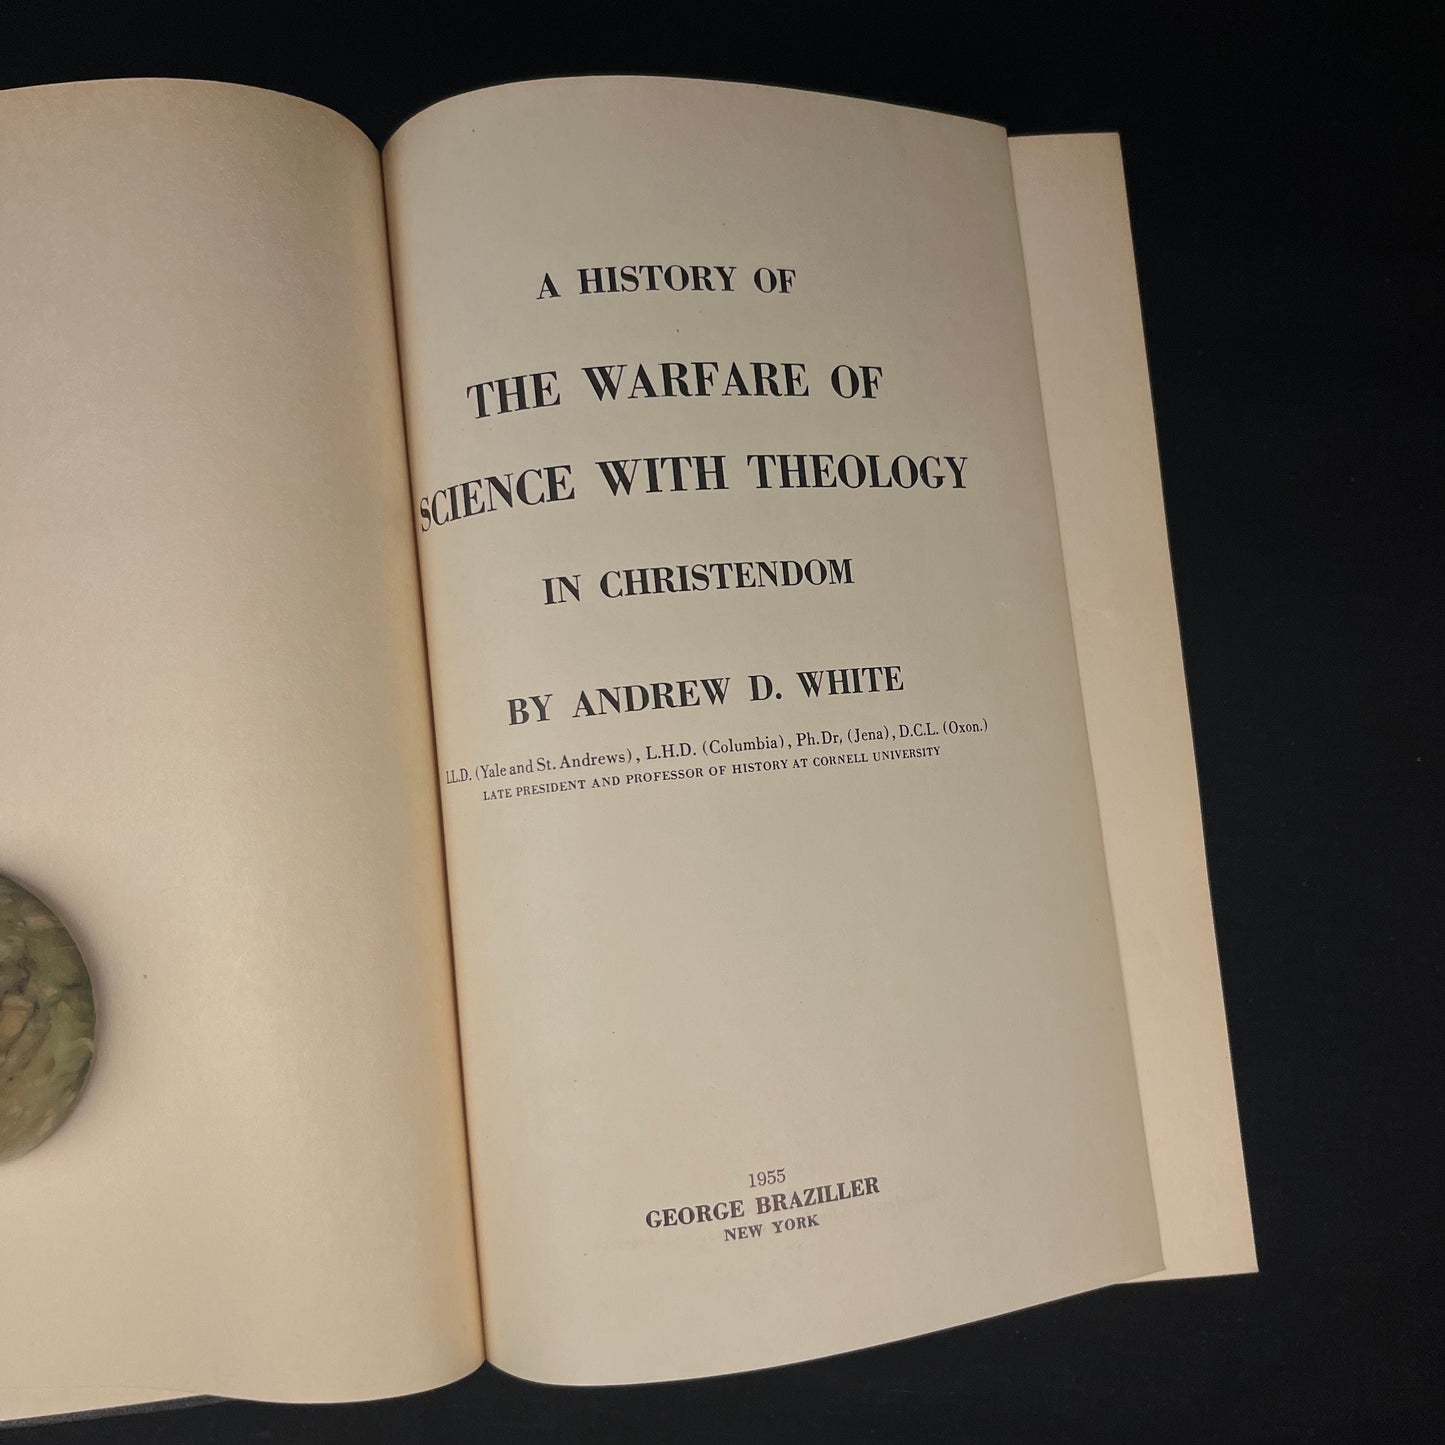 A HISTORY OF
THE WARFARE OF
SCIENCE WITH THEOLOGY
IN CHRISTENDOM
BY ANDREW D. WHITE
LL.D. (Yale and St. Andrews), L.H.D. (Columbia), Ph.Dr, (Jena), D.C.L. (Oxon.)
LATE PRESIDENT AND PROFESSOR OF HISTORY AT CORNELL UNIVERSITY
1955
GEORGE BRAZILLER
NEW YORK